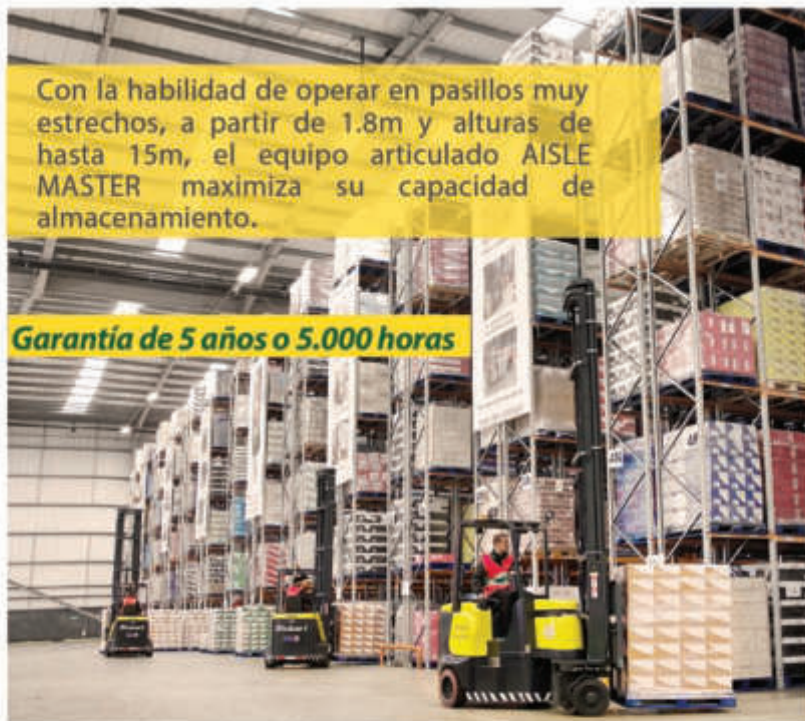 Con la habilidad de operar en pasillos muy
estrechos, a partir de 1.8m y alturas de
hasta 15m, el equipo articulado AISLE
MASTER maximiza su capacidad de
almacenamiento.
Garantía de 5 años o 5.000 horas